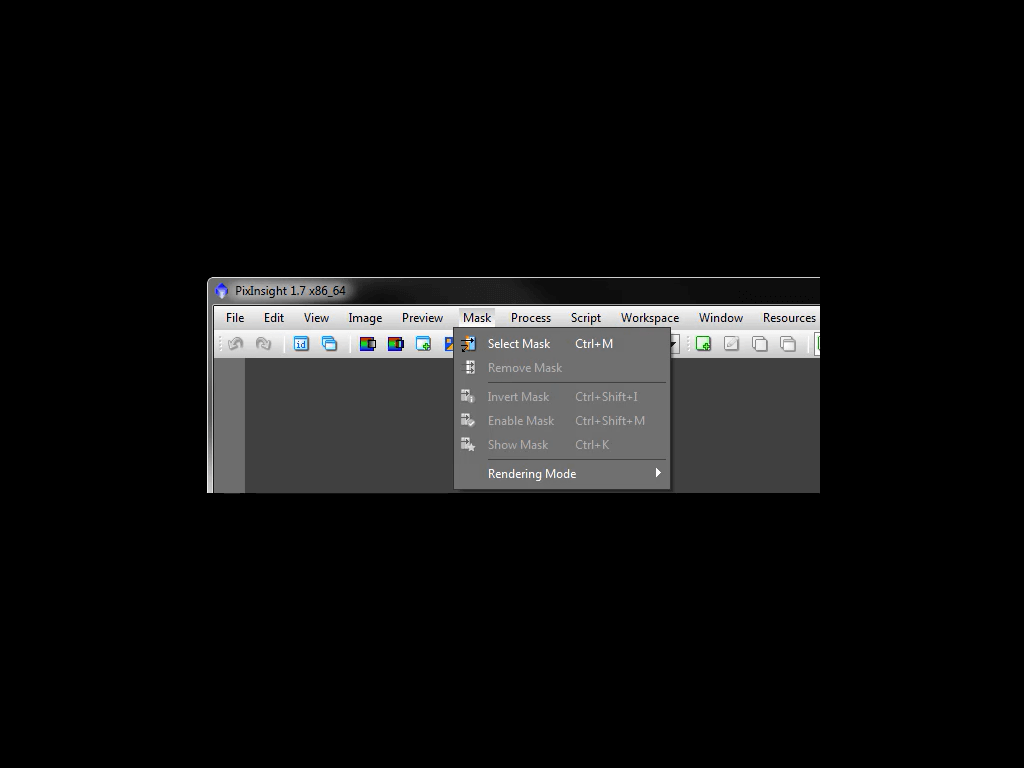 PixInsight 1.7 x86_64
File Edit View Image Preview Mask Process Script Workspace Window Resources
id
Select Mask Ctrl+M
Remove Mask
Invert Mask Ctrl+Shift+I
Enable Mask Ctrl+Shift+M
Show Mask Ctrl+K
Rendering Mode